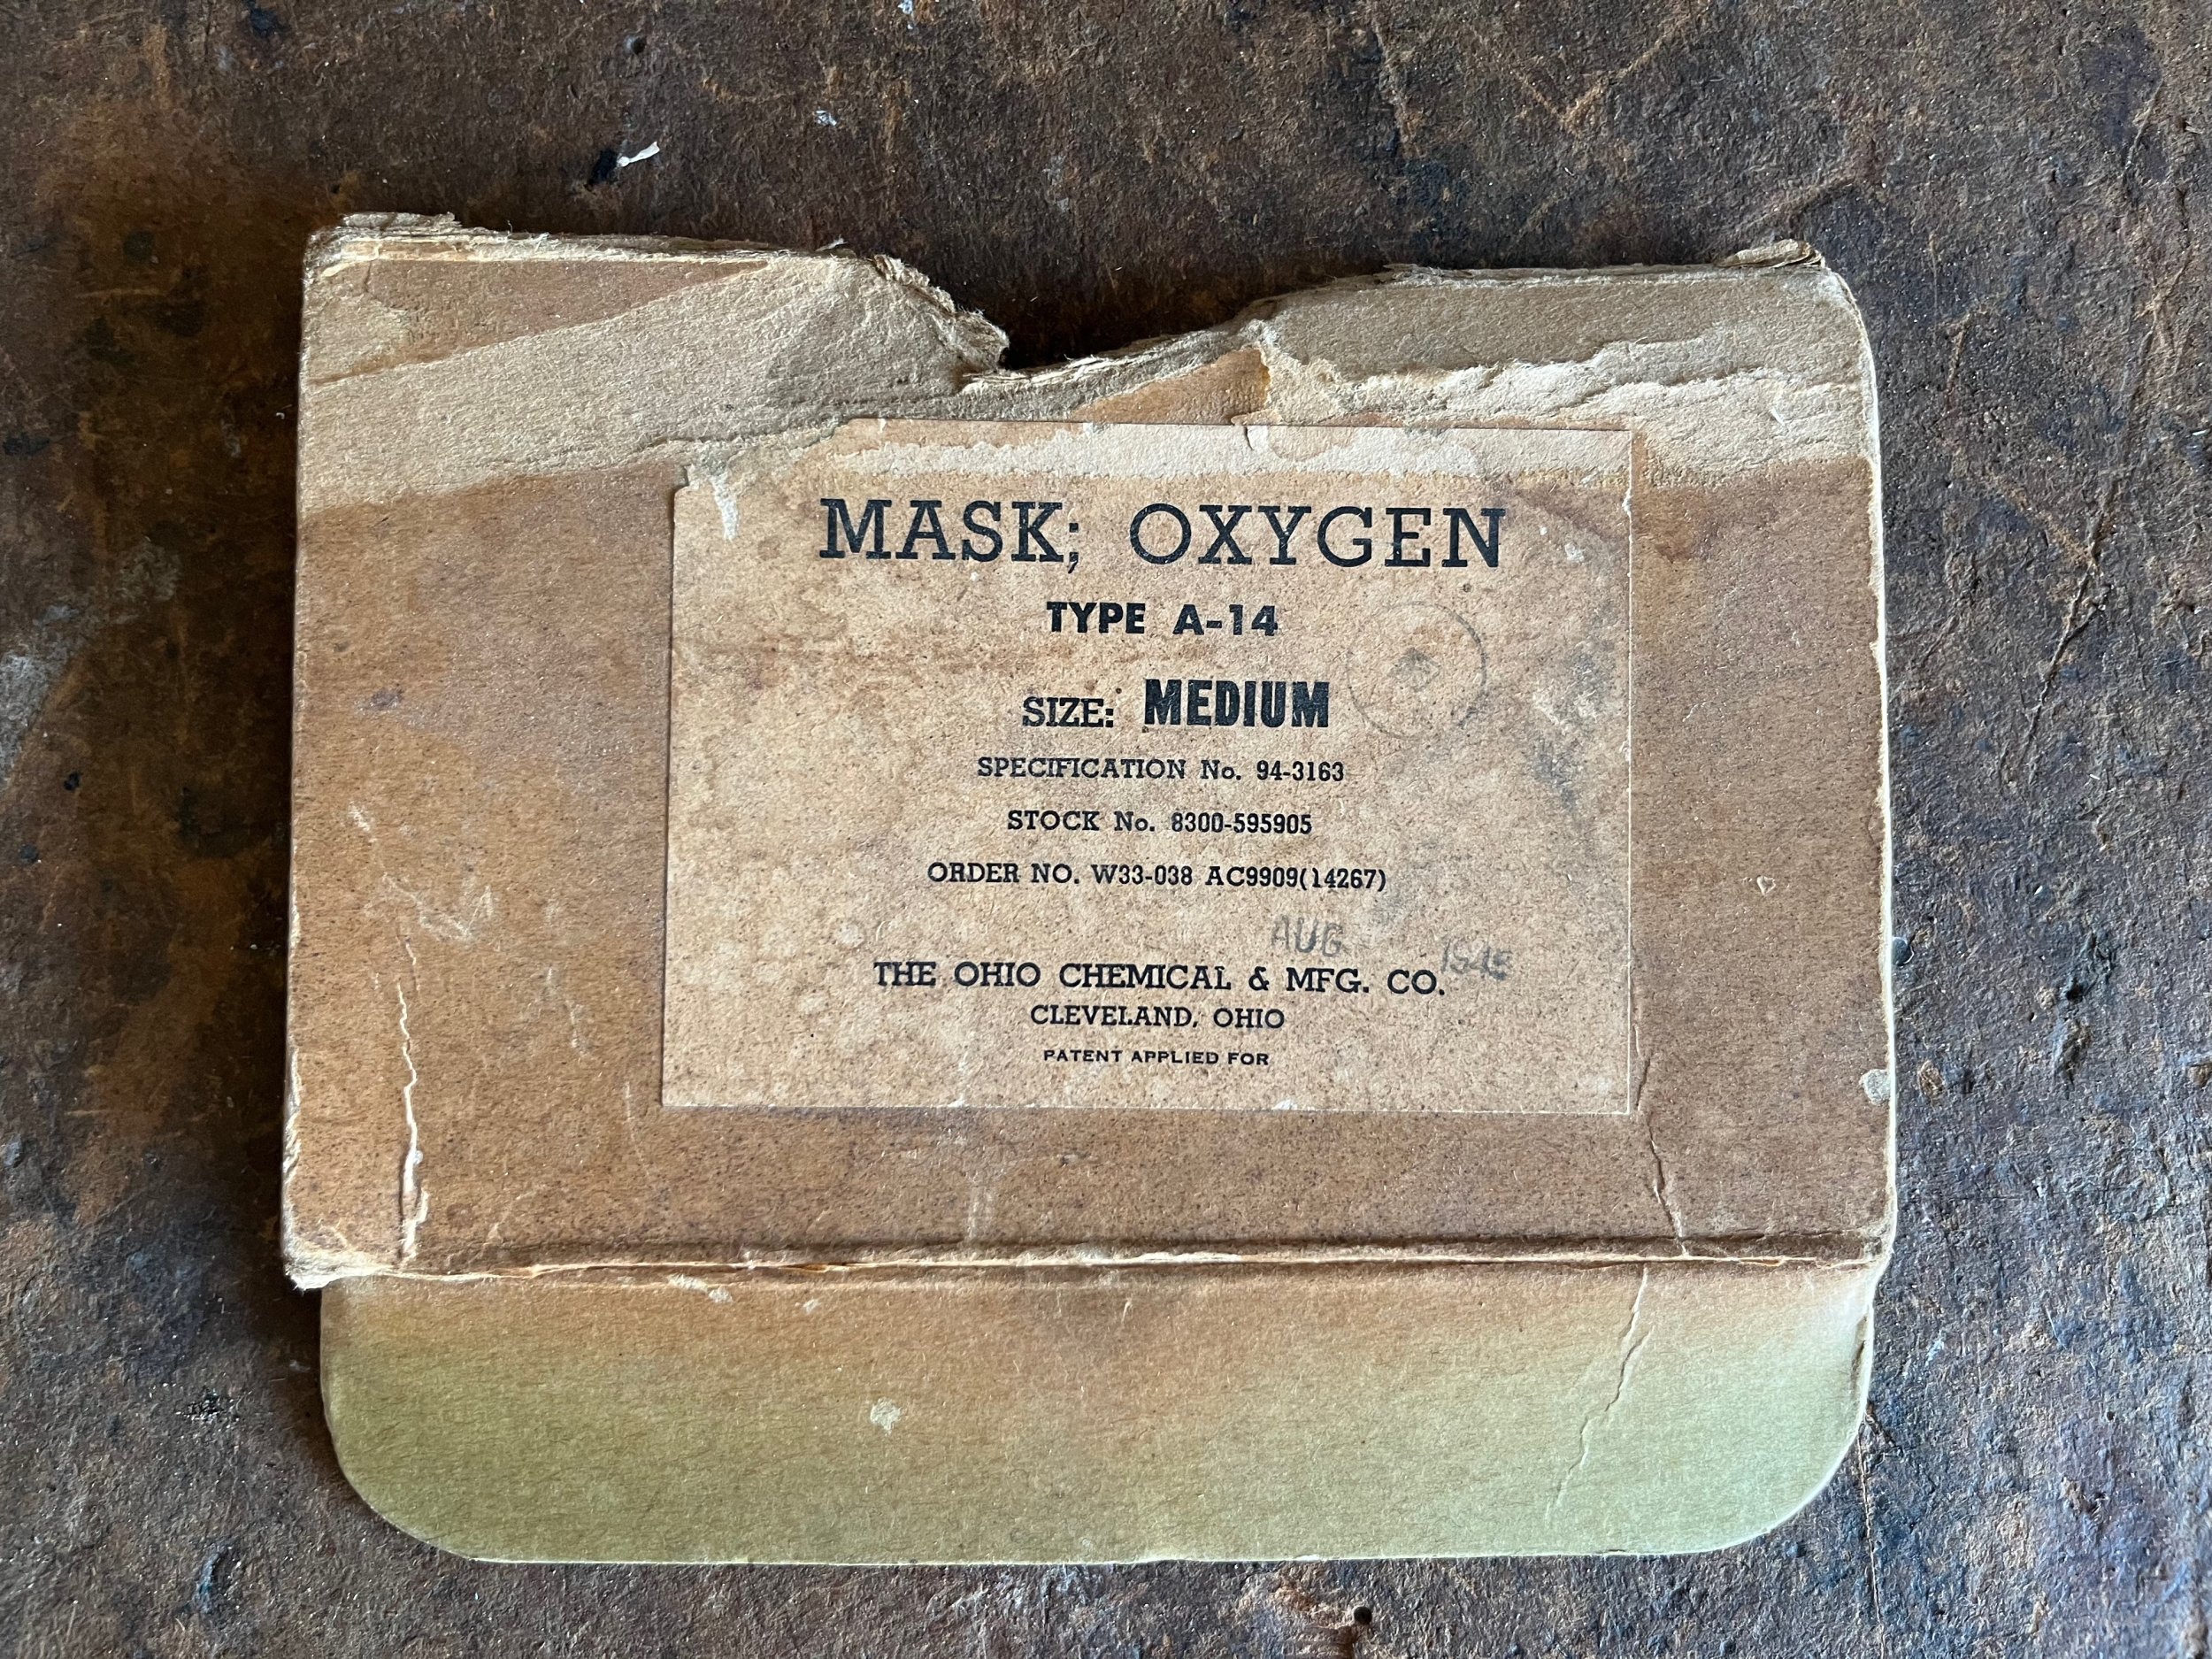 MASK; OXYGEN
TYPE A-14
SIZE: MEDIUM
SPECIFICATION No. 94-3163
STOCK No. 8300-595905
ORDER NO. W33-038 AC9909(14267)
AUG 1945
THE OHIO CHEMICAL & MFG. CO.
CLEVELAND, OHIO
PATENT APPLIED FOR